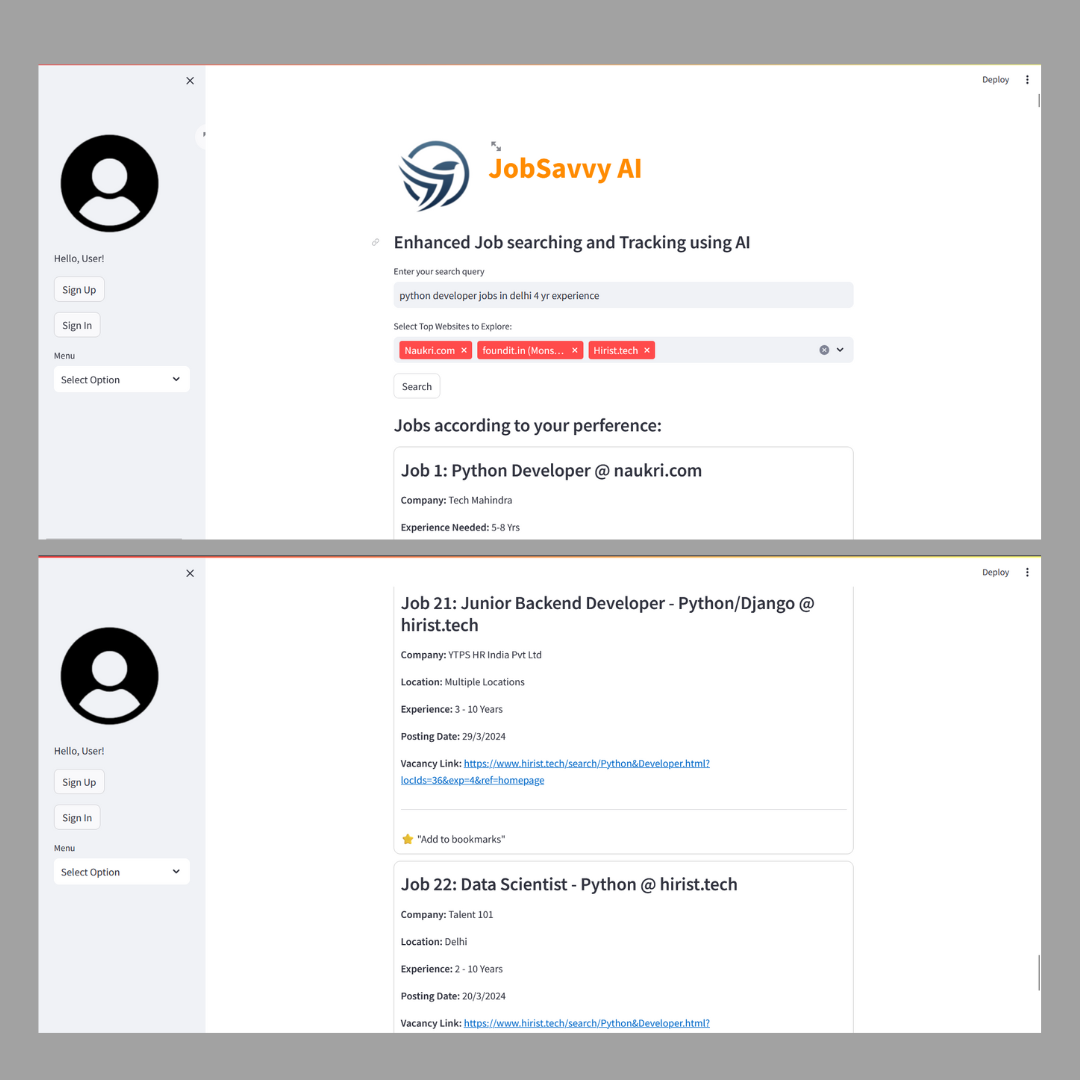 Deploy
JobSavvy AI
Enhanced Job searching and Tracking using AI
Hello, User!
Enter your search query
Sign Up
python developer jobs in delhi 4 yr experience
Sign In
Select Top Websites to Explore:
Menu
Naukri.com × foundit.in (Mons... × Hirist.tech ×
Select Option
Search
Jobs according to your perference:
Job 1: Python Developer @ naukri.com
Company: Tech Mahindra
Experience Needed: 5-8 Yrs
Deploy
Job 21: Junior Backend Developer - Python/Django @
hirist.tech
Company: YTPS HR India Pvt Ltd
Location: Multiple Locations
Experience: 3 - 10 Years
Posting Date: 29/3/2024
Hello, User!
Vacancy Link: https://www.hirist.tech/search/Python&Developer.html?
locIds=36&exp=4&ref=homepage
Sign Up
Sign In
"Add to bookmarks"
Menu
Select Option
Job 22: Data Scientist - Python @ hirist.tech
Company: Talent 101
Location: Delhi
Experience: 2 - 10 Years
Posting Date: 20/3/2024
Vacancy Link: https://www.hirist.tech/search/Python&Developer.html?